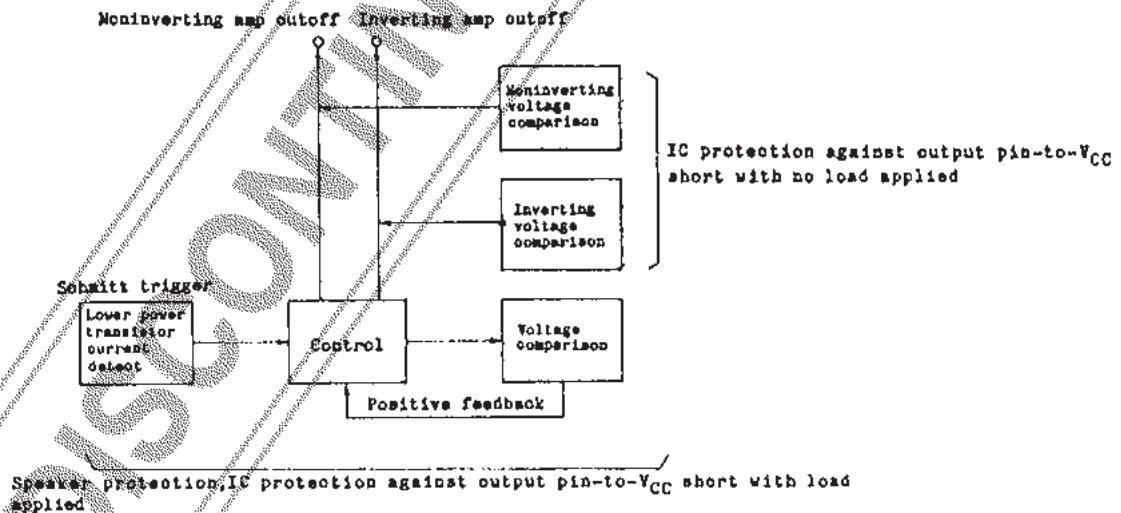 Noninverting amp cutoff Inverting amp cutoff
Noninverting
voltage
comparison
IC protection against output pin-to-VCC
short with no load applied
Inverting
voltage
comparison
Schmitt trigger
Lower power
transistor
current
detect
Control
Voltage
comparison
Positive feedback
Speaker protection, IC protection against output pin-to-VCC short with load
applied
DISCONTIN